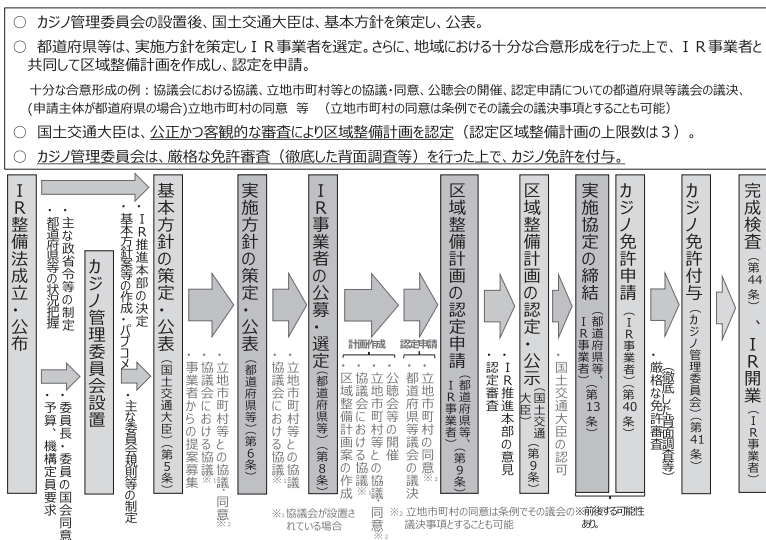 ○ カジノ管理委員会の設置後、国土交通大臣は、基本方針を策定し、公表。
○ 都道府県等は、実施方針を策定しＩＲ事業者を選定。さらに、地域における十分な合意形成を行った上で、ＩＲ事業者と
共同して区域整備計画を作成し、認定を申請。
十分な合意形成の例：協議会における協議、立地市町村等との協議・同意、公聴会の開催、認定申請についての都道府県等議会の議決、
(申請主体が都道府県の場合)立地市町村の同意　等　（立地市町村の同意は条例でその議会の議決事項とすることも可能）
○ 国土交通大臣は、公正かつ客観的な審査により区域整備計画を認定（認定区域整備計画の上限数は３）。
○ カジノ管理委員会は、厳格な免許審査（徹底した背面調査等）を行った上で、カジノ免許を付与。
ＩＲ整備法成立・公布
・主な政省令等の制定
・都道府県等の状況把握
・委員長・委員の国会同意
・予算、機構定員要求
カジノ管理委員会設置
・ＩＲ推進本部の決定
・基本方針案等の作成・パブコメ
・主な委員会規則等の制定
基本方針の策定・公表（国土交通大臣）（第５条）
・立地市町村等との協議、同意※2
・協議会における協議※1
・事業者からの提案募集
実施方針の策定・公表（都道府県等）（第６条）
・立地市町村等との協議
・協議会における協議※1
ＩＲ事業者の公募・選定（都道府県等）（第８条）
計画作成
・公聴会等の開催
・立地市町村等との協議、同意※2
・協議会における協議※1
・区域整備計画案の作成
認定申請
・立地市町村の同意※2
・都道府県等議会の議決
区域整備計画の認定申請（都道府県等、ＩＲ事業者）（第９条）
・ＩＲ推進本部の意見
・認定審査
区域整備計画の認定・公示（国土交通大臣）（第９条）
・国土交通大臣の認可
実施協定の締結（都道府県等、ＩＲ事業者）（第13条）
カジノ免許申請（ＩＲ事業者）（第40条）
・厳格な免許審査
（徹底した背面調査等）
カジノ免許付与（カジノ管理委員会）（第41条）
完成検査（第44条）、ＩＲ開業（ＩＲ事業者）
※1 協議会が設置さ
れている場合
※2 立地市町村の同意は条例でその議会の
議決事項とすることも可能
※前後する可能性
あり。